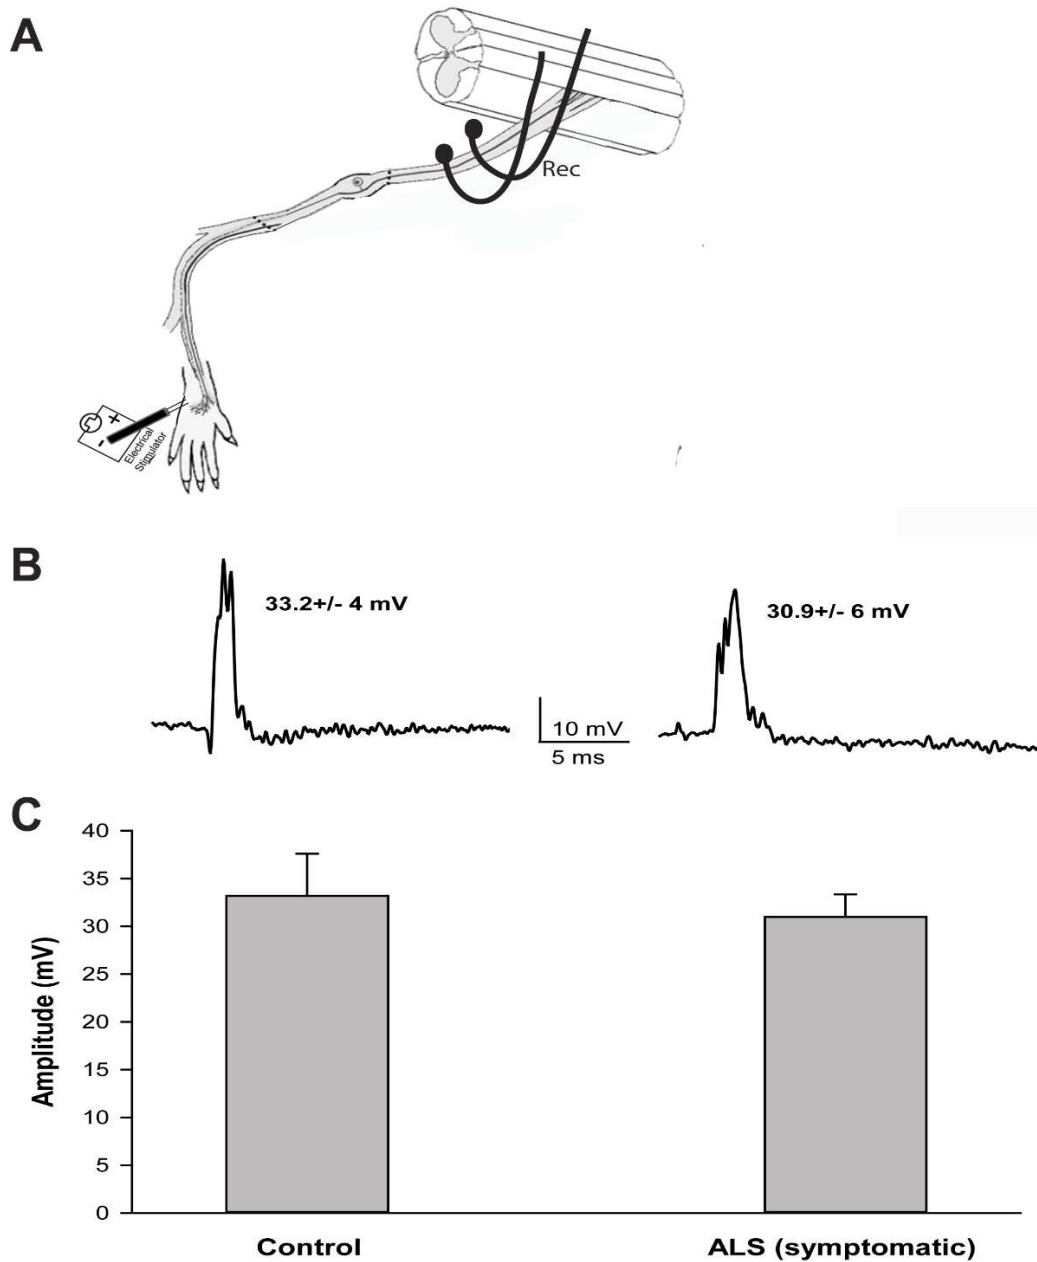 A
Rec
+
-
Electrical
Stimulator
B
33.2+/- 4 mV
30.9+/- 6 mV
10 mV
5 ms
C
Amplitude (mV)
40
35
30
25
20
15
10
5
0
Control
ALS (symptomatic)